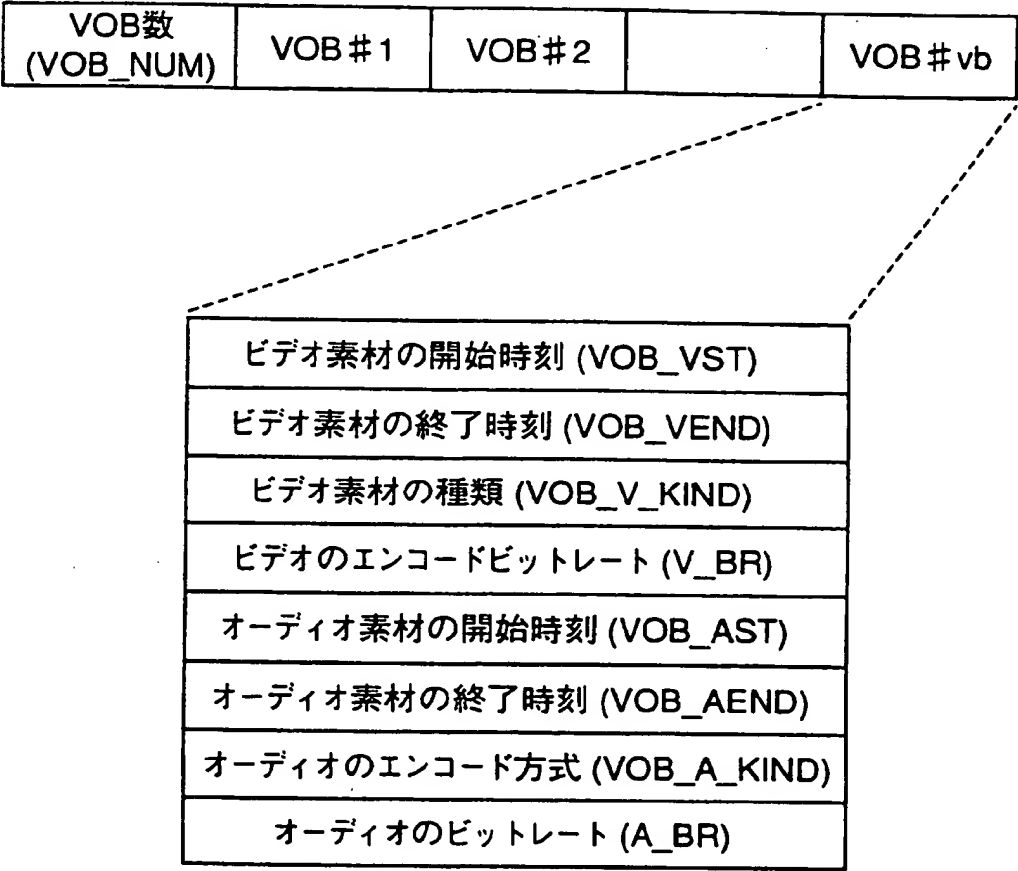 VOB数
(VOB_NUM)
VOB#1
VOB#2
VOB#vb
ビデオ素材の開始時刻 (VOB_VST)
ビデオ素材の終了時刻 (VOB_VEND)
ビデオ素材の種類 (VOB_V_KIND)
ビデオのエンコードビットレート (V_BR)
オーディオ素材の開始時刻 (VOB_AST)
オーディオ素材の終了時刻 (VOB_AEND)
オーディオのエンコード方式 (VOB_A_KIND)
オーディオのビットレート (A_BR)